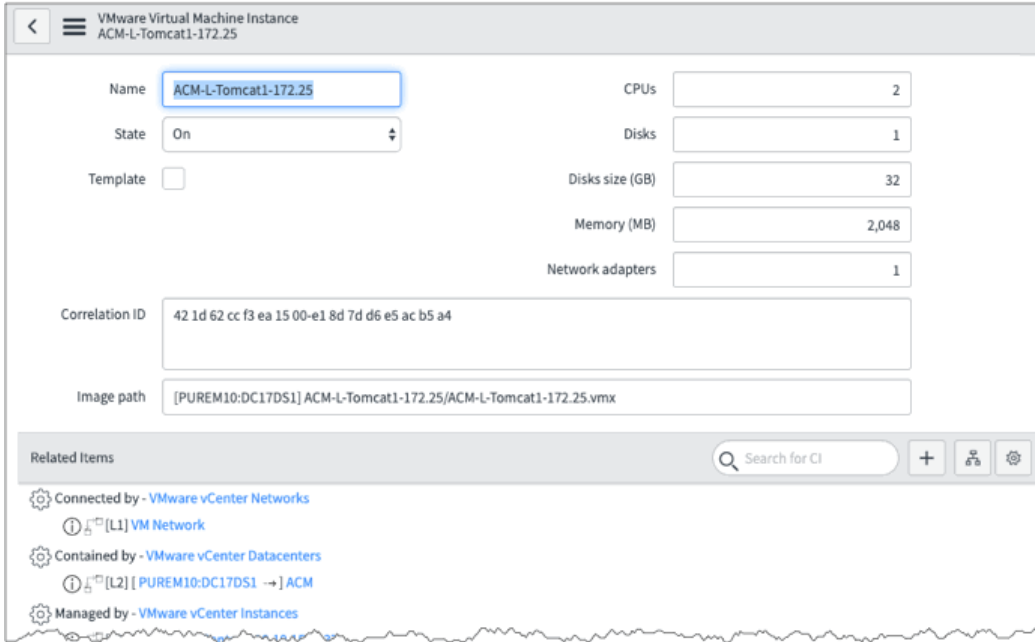 VMware Virtual Machine Instance
ACM-L-Tomcat1-172.25
Name ACM-L-Tomcat1-172.25
CPUs 2
State On
Disks 1
Template
Disks size (GB) 32
Memory (MB) 2,048
Network adapters 1
Correlation ID 42 1d 62 cc f3 ea 15 00-e1 8d 7d d6 e5 ac b5 a4
Image path [PUREM10:DC17DS1] ACM-L-Tomcat1-172.25/ACM-L-Tomcat1-172.25.vmx
Related Items
Search for CI
Connected by - VMware vCenter Networks
[L1] VM Network
Contained by - VMware vCenter Datacenters
[L2] [ PUREM10:DC17DS1 → ] ACM
Managed by - VMware vCenter Instances